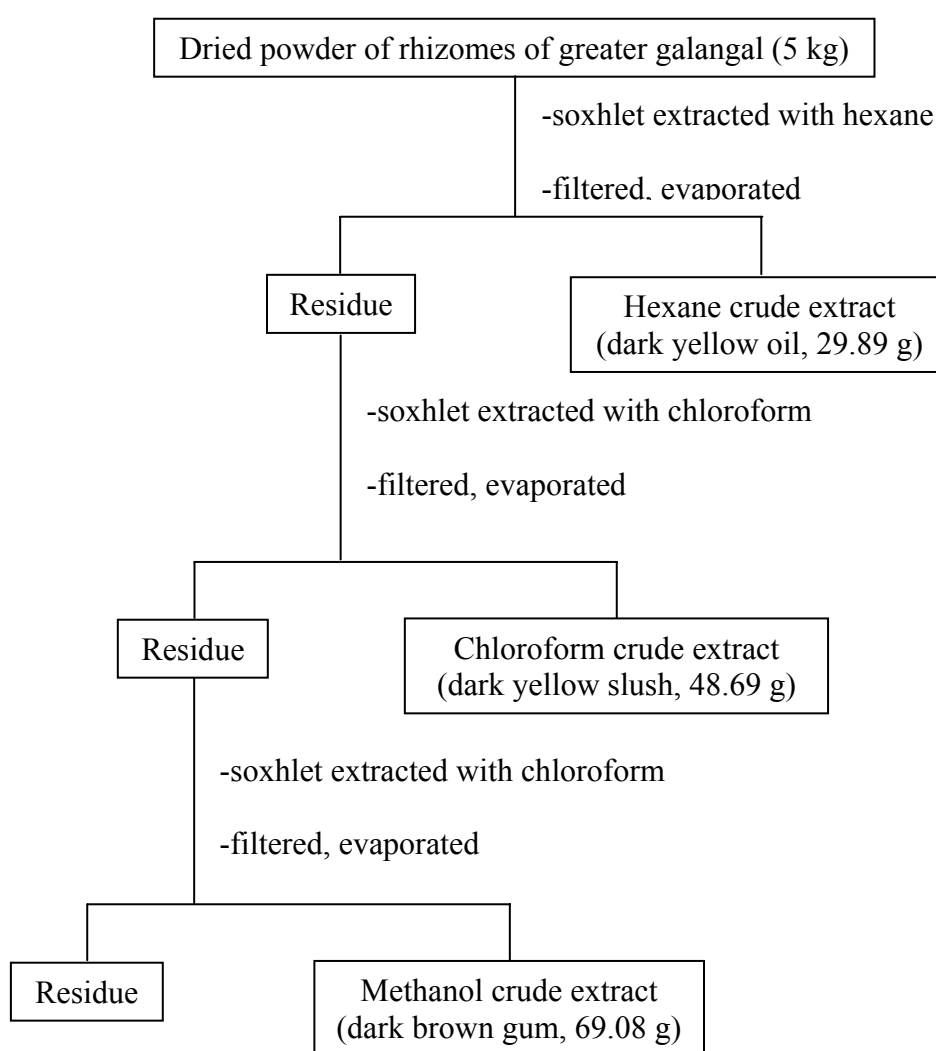 Dried powder of rhizomes of greater galangal (5 kg)
-soxhlet extracted with hexane
-filtered, evaporated
Residue
Hexane crude extract
(dark yellow oil, 29.89 g)
-soxhlet extracted with chloroform
-filtered, evaporated
Residue
Chloroform crude extract
(dark yellow slush, 48.69 g)
-soxhlet extracted with chloroform
-filtered, evaporated
Residue
Methanol crude extract
(dark brown gum, 69.08 g)